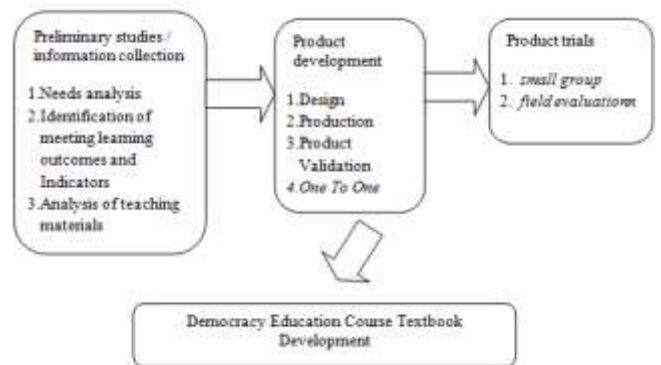 Preliminary studies /
information collection
1.Needs analysis
2.Identification of
meeting learning
outcomes and
Indicators
3.Analysis of teaching
materials
Product
development
1.Design
2.Production
3.Product
Validation
4.One To One
Product trials
1. small group
2. field evaluationn
Democracy Education Course Textbook
Development